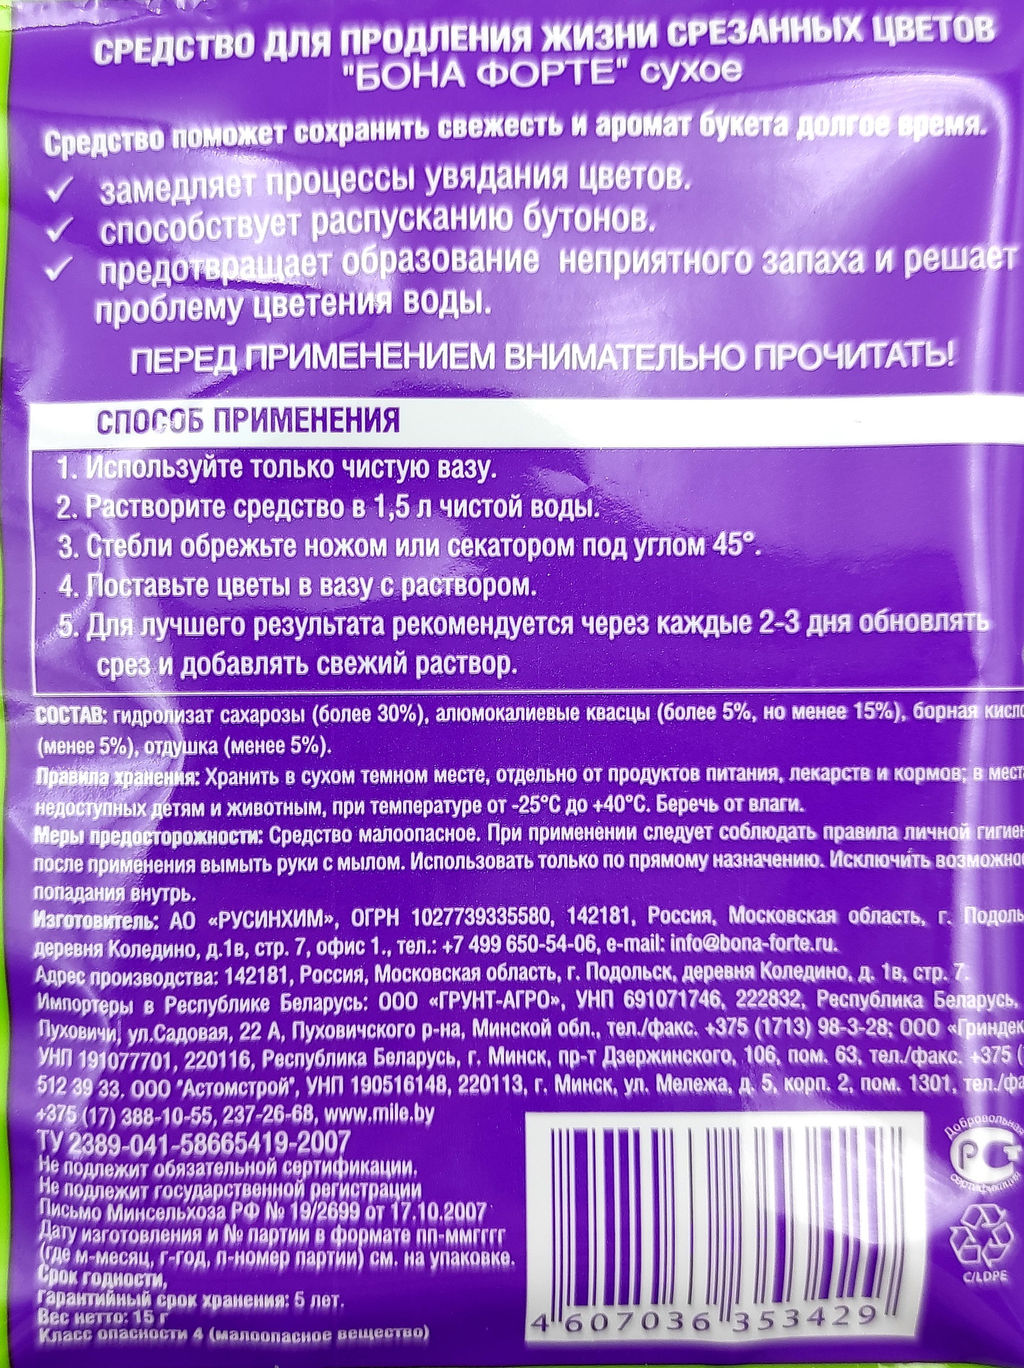 СРЕДСТВО ДЛЯ ПРОДЛЕНИЯ ЖИЗНИ СРЕЗАННЫХ ЦВЕТОВ
"БОНА ФОРТЕ" сухое
Средство поможет сохранить свежесть и аромат букета долгое время.
✓ замедляет процессы увядания цветов.
✓ способствует распусканию бутонов.
✓ предотвращает образование неприятного запаха и решает
проблему цветения воды.
ПЕРЕД ПРИМЕНЕНИЕМ ВНИМАТЕЛЬНО ПРОЧИТАТЬ!
СПОСОБ ПРИМЕНЕНИЯ
1. Используйте только чистую вазу.
2. Растворите средство в 1,5 л чистой воды.
3. Стебли обрежьте ножом или секатором под углом 45°.
4. Поставьте цветы в вазу с раствором.
5. Для лучшего результата рекомендуется через каждые 2-3 дня обновлять
срез и добавлять свежий раствор.
СОСТАВ: гидролизат сахарозы (более 30%), алюмокалиевые квасцы (более 5%, но менее 15%), борная кисло
(менее 5%), отдушка (менее 5%).
Правила хранения: Хранить в сухом темном месте, отдельно от продуктов питания, лекарств и кормов; в места
недоступных детям и животным, при температуре от -25°С до +40°С. Беречь от влаги.
Меры предосторожности: Средство малоопасное. При применении следует соблюдать правила личной гигиен
после применения вымыть руки с мылом. Использовать только по прямому назначению. Исключить возможно
попадания внутрь.
Изготовитель: АО «РУСИНХИМ», ОГРН 1027739335580, 142181, Россия, Московская область, г. Подоль
деревня Коледино, д.1в, стр. 7, офис 1., тел.: +7 499 650-54-06, e-mail: info@bona-forte.ru.
Адрес производства: 142181, Россия, Московская область, г. Подольск, деревня Коледино, д. 1в, стр. 7.
Импортеры в Республике Беларусь: ООО «ГРУНТ-АГРО», УНП 691071746, 222832, Республика Беларусь,
Пуховичи, ул.Садовая, 22 А, Пуховичского р-на, Минской обл., тел./факс. +375 (1713) 98-3-28; ООО «Гриндек
УНП 191077701, 220116, Республика Беларусь, г. Минск, пр-т Дзержинского, 106, пом. 63, тел./факс. +375 (
512 39 33. ООО "Астомстрой", УНП 190516148, 220113, г. Минск, ул. Мележа, д. 5, корп. 2, пом. 1301, тел./фа
+375 (17) 388-10-55, 237-26-68, www.mile.by
ТУ 2389-041-58665419-2007
Не подлежит обязательной сертификации.
Не подлежит государственной регистрации
Письмо Минсельхоза РФ № 19/2699 от 17.10.2007
Дату изготовления и № партии в формате пп-ммгггг
(где м-месяц, г-год, п-номер партии) см. на упаковке.
Срок годности,
гарантийный срок хранения: 5 лет.
Вес нетто: 15 г
Класс опасности 4 (малоопасное вещество)
4 607036 353429
Добровольная
РСТ
сертификация
C/LDPE